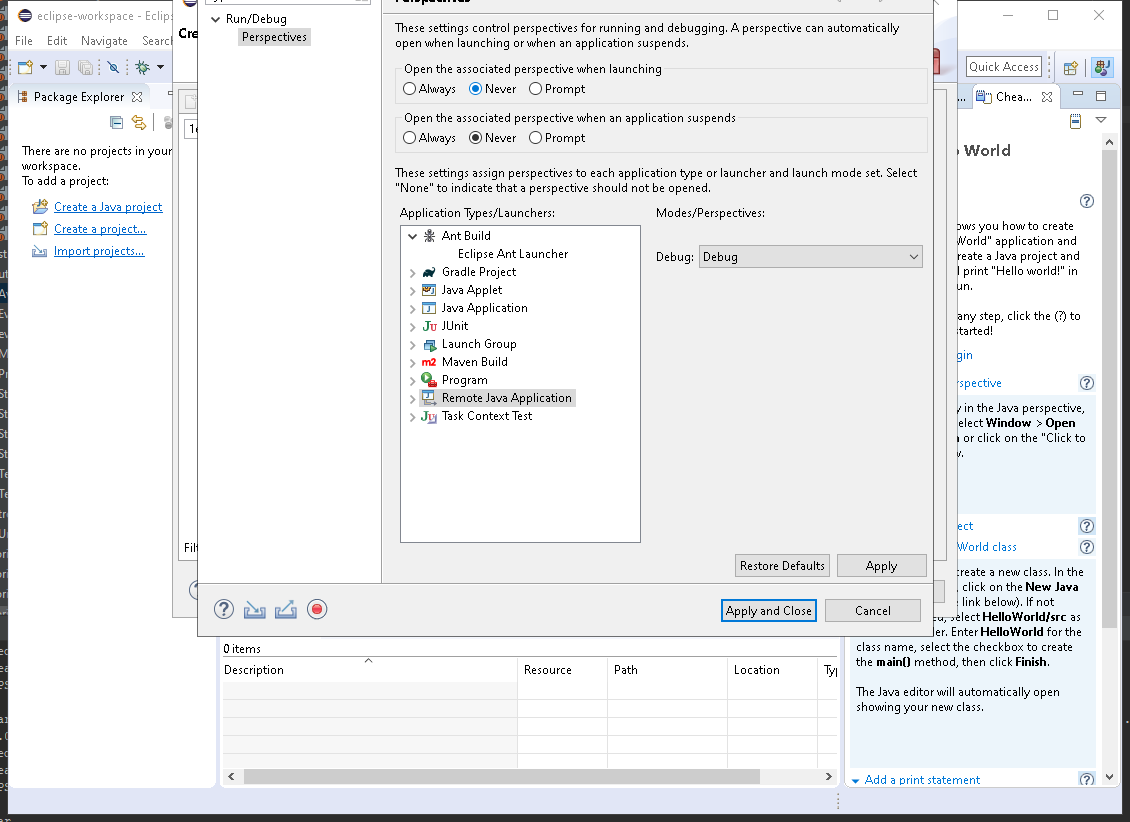 eclipse-workspace - Eclips
File Edit Navigate Search
Quick Access
Package Explorer
There are no projects in your
workspace.
To add a project:
Create a Java project
Create a project...
Import projects...
Cre
Run/Debug
Perspectives
These settings control perspectives for running and debugging. A perspective can automatically
open when launching or when an application suspends.
Open the associated perspective when launching
Always Never Prompt
Open the associated perspective when an application suspends
Always Never Prompt
These settings assign perspectives to each application type or launcher and launch mode set. Select
"None" to indicate that a perspective should not be opened.
Application Types/Launchers:
Modes/Perspectives:
Ant Build
Eclipse Ant Launcher
Gradle Project
Java Applet
Java Application
JUnit
Launch Group
Maven Build
Program
Remote Java Application
Task Context Test
Debug: Debug
Restore Defaults Apply
Apply and Close Cancel
Filt
0 items
Description Resource Path Location Typ
... Chea...
o World
ows you how to create
World" application and
reate a Java project and
l print "Hello world!" in
un.
any step, click the (?) to
started!
gin
rspective
y in the Java perspective,
elect Window > Open
n or click on the "Click to
w.
ect
World class
create a new class. In the
, click on the New Java
e link below). If not
ed, select HelloWorld/src as
er. Enter HelloWorld for the
class name, select the checkbox to create
the main() method, then click Finish.
The Java editor will automatically open
showing your new class.
Add a print statement